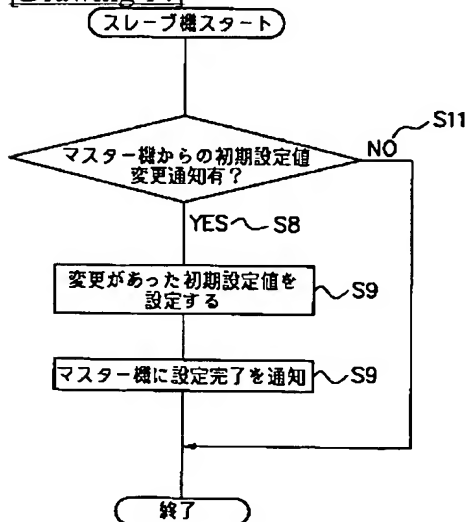 スレーブ機スタート
マスター機からの初期設定値
変更通知有？
NO
S11
YES
S8
変更があった初期設定値を
設定する
S9
マスター機に設定完了を通知
S9
終了